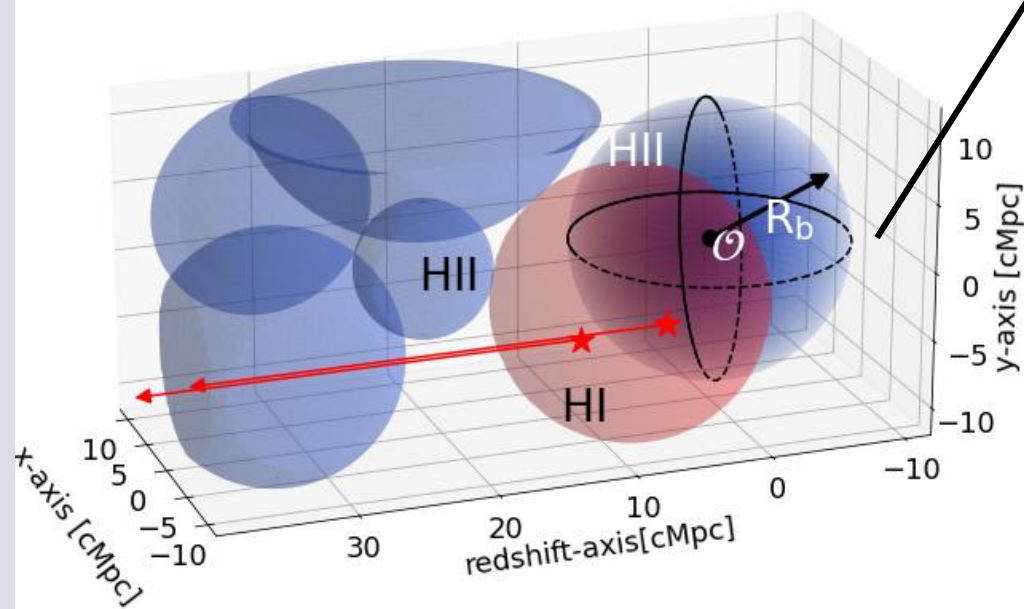 HII
10
5
R_b
𝒪
0
HII
y-axis [cMpc]
−5
HI
−10
10
5
0
−5
−10
x-axis [cMpc]
30
20
10
0
−10
redshift-axis[cMpc]